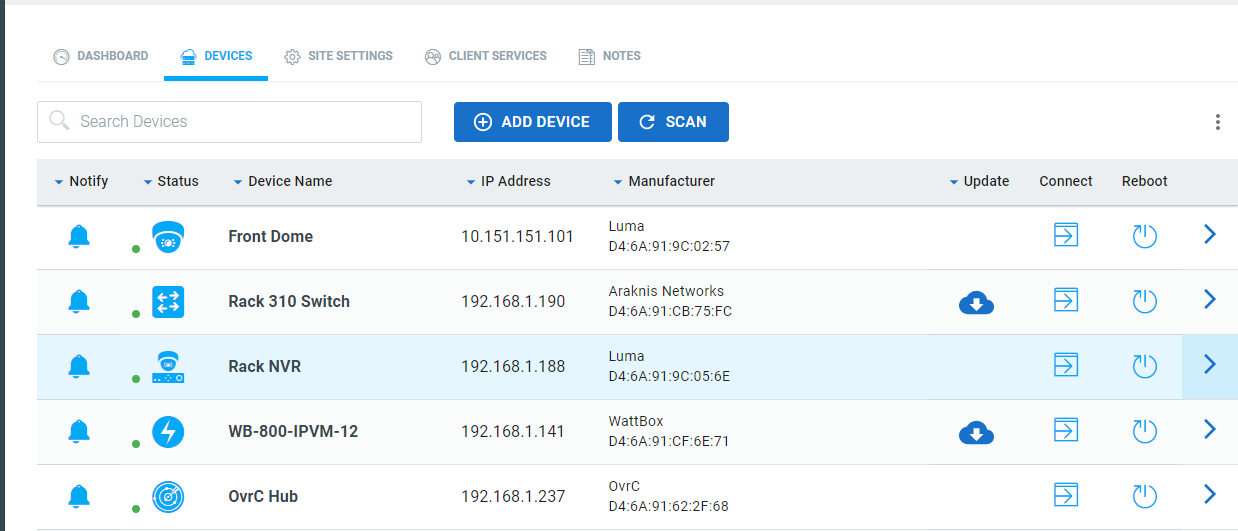 DASHBOARD DEVICES SITE SETTINGS CLIENT SERVICES NOTES
Search Devices ADD DEVICE SCAN
Notify Status Device Name IP Address Manufacturer Update Connect Reboot
Front Dome 10.151.151.101 Luma
D4:6A:91:9C:02:57
Rack 310 Switch 192.168.1.190 Araknis Networks
D4:6A:91:CB:75:FC
Rack NVR 192.168.1.188 Luma
D4:6A:91:9C:05:6E
WB-800-IPVM-12 192.168.1.141 WattBox
D4:6A:91:CF:6E:71
OvrC Hub 192.168.1.237 OvrC
D4:6A:91:62:2F:68